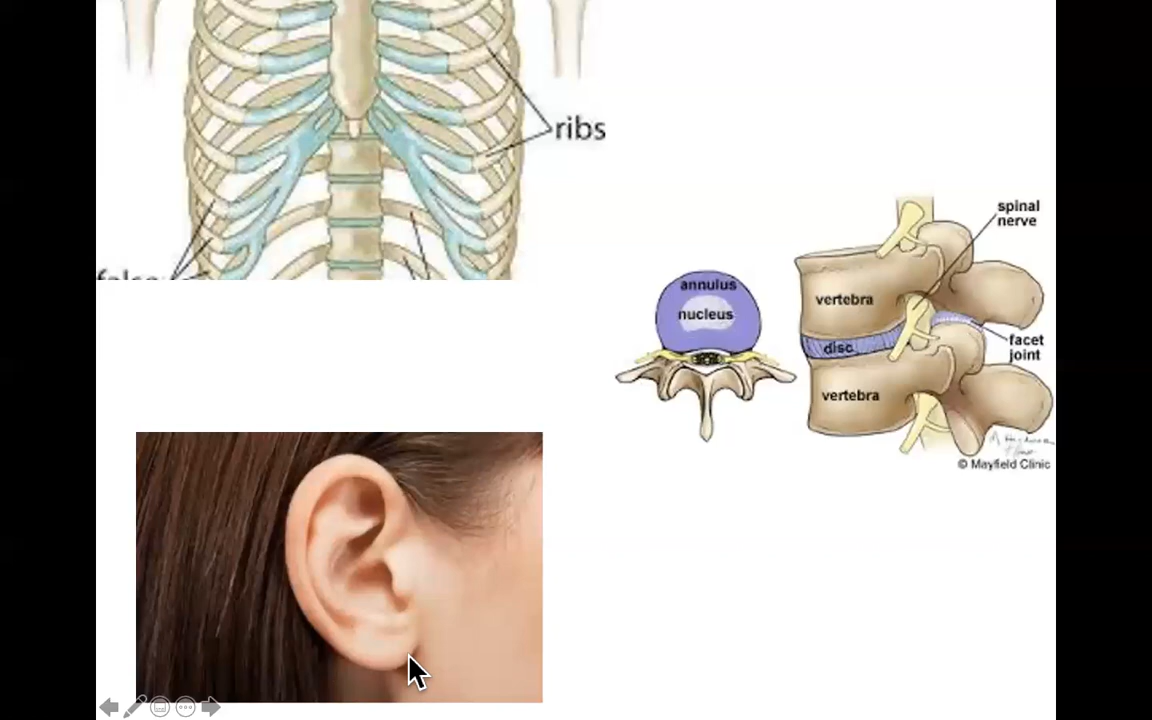 ribs
spinal
nerve
annulus
nucleus
vertebra
disc
facet
joint
vertebra
© Mayfield Clinic